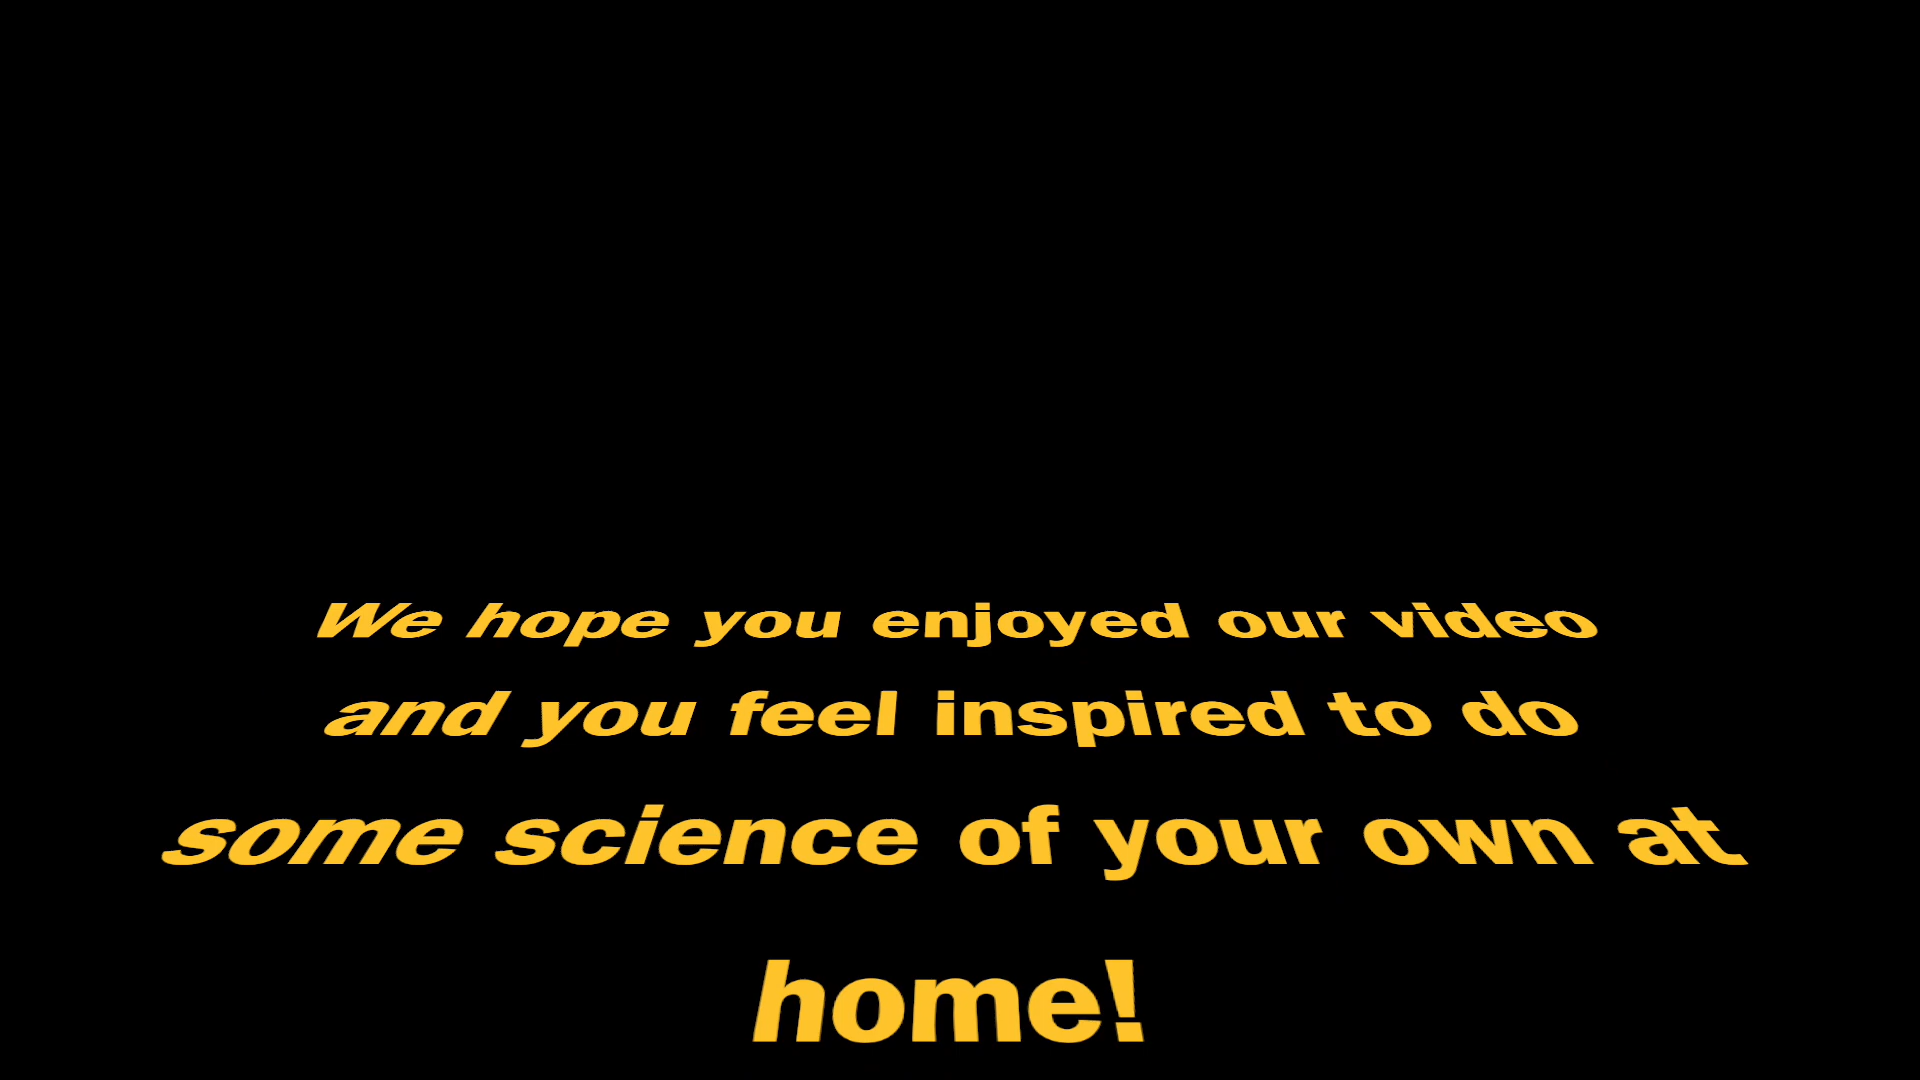 We hope you enjoyed our video
and you feel inspired to do
some science of your own at
home!